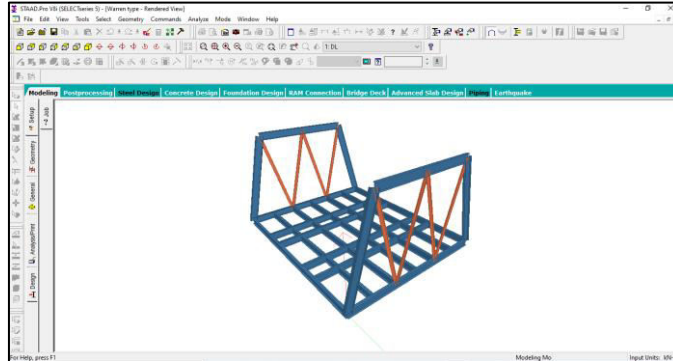 STAAD.Pro V8i (SELECTseries 5) - [Warren type - Rendered View]
File Edit View Tools Select Geometry Commands Analyze Mode Window Help
1: DL
Modeling Postprocessing Steel Design Concrete Design Foundation Design RAM Connection Bridge Deck Advanced Slab Design Piping Earthquake
Job
Setup
Geometry
General
Analysis/Print
Design
For Help, press F1 Modeling Mo Input Units: kN-